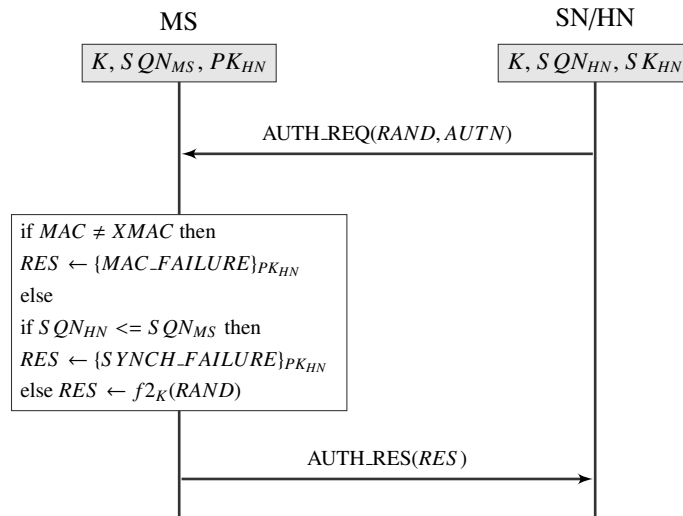 MS
SN/HN
K, SQN_MS, PK_HN
K, SQN_HN, SK_HN
AUTH_REQ(RAND, AUTN)
if MAC ≠ XMAC then
RES ← {MAC_FAILURE}_PK_HN
else
if SQN_HN <= SQN_MS then
RES ← {SYNCH_FAILURE}_PK_HN
else RES ← f2_K(RAND)
AUTH_RES(RES)